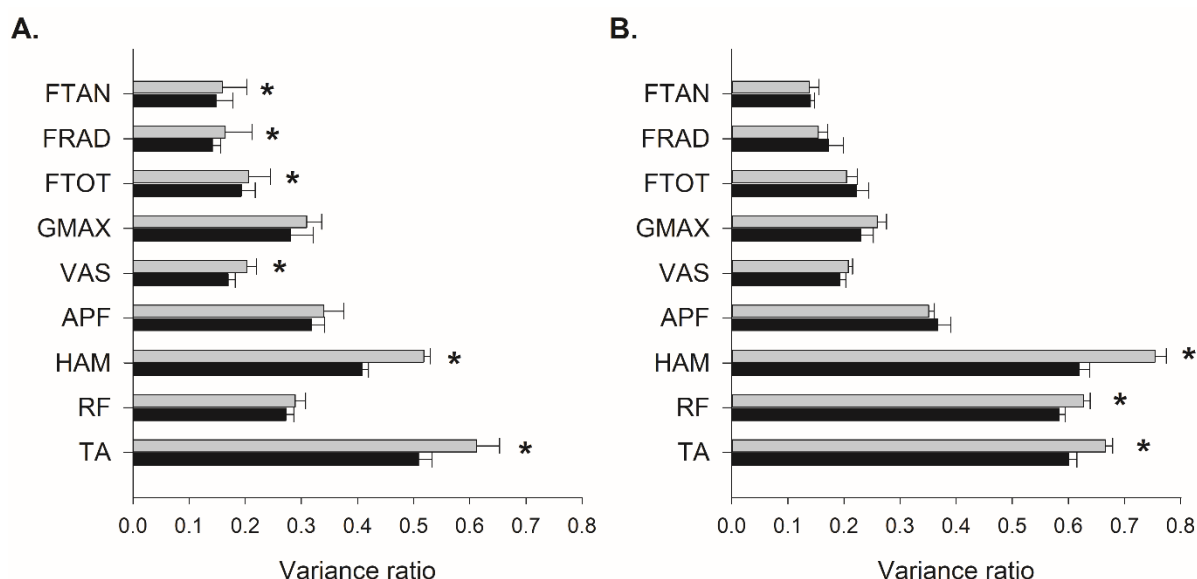 A.
FTAN *
FRAD *
FTOT *
GMAX
VAS *
APF
HAM *
RF
TA *
0.0 0.1 0.2 0.3 0.4 0.5 0.6 0.7 0.8
Variance ratio
B.
FTAN
FRAD
FTOT
GMAX
VAS
APF
HAM *
RF *
TA *
0.0 0.1 0.2 0.3 0.4 0.5 0.6 0.7 0.8
Variance ratio